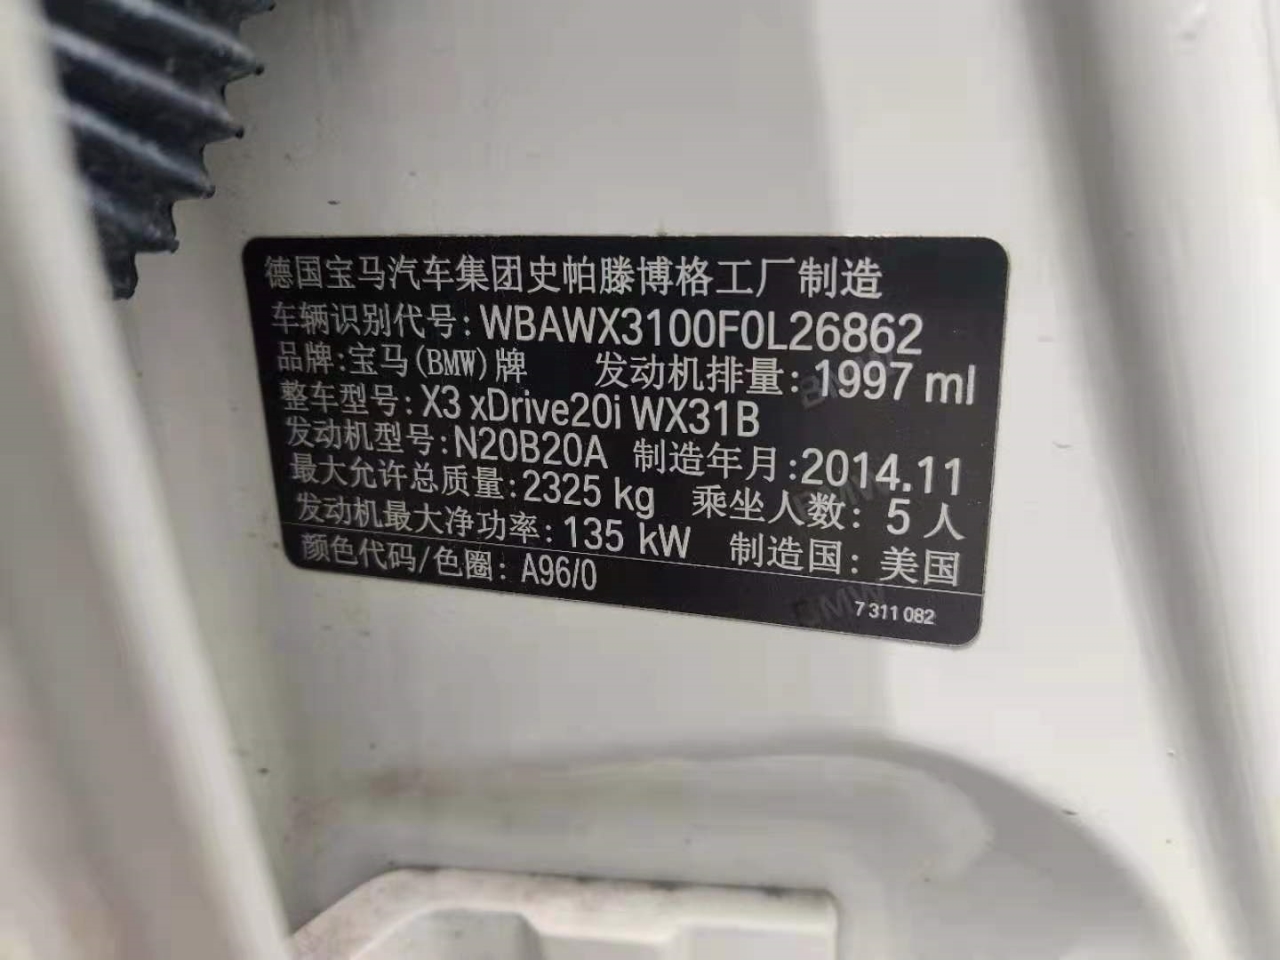 德国宝马汽车集团史帕滕博格工厂制造
车辆识别代号: WBAWX3100F0L26862
品牌:宝马(BMW)牌 发动机排量: 1997 ml
整车型号: X3 xDrive20i WX31B
发动机型号: N20B20A 制造年月:2014.11
最大允许总质量: 2325 kg 乘坐人数: 5 人
发动机最大净功率: 135 kW 制造国: 美国
颜色代码/色圈: A96/0
7 311 082
BMW
BMW
BMW